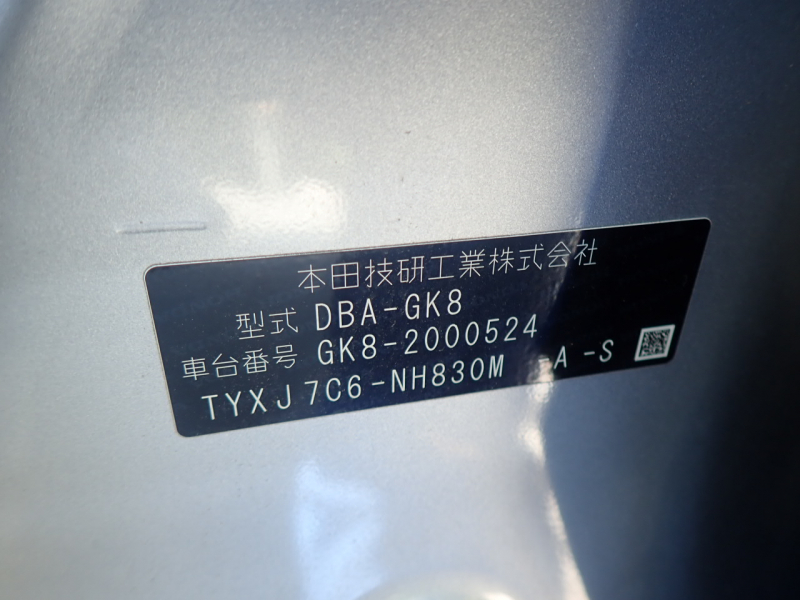 本田技研工業株式会社
型式 DBA-GK8
車台番号 GK8-2000524
TYXJ7C6-NH830M -A-S